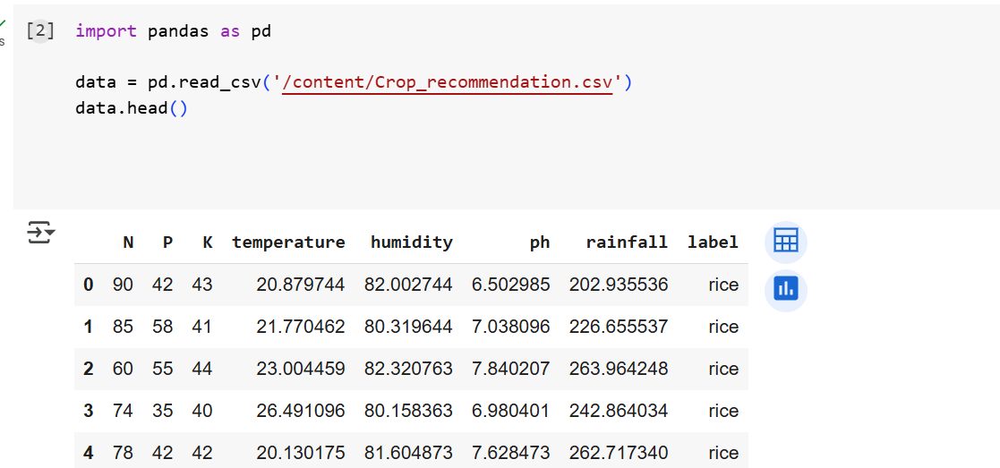 [2] import pandas as pd
s
data = pd.read_csv('/content/Crop_recommendation.csv')
data.head()
N P K temperature humidity ph rainfall label
0 90 42 43 20.879744 82.002744 6.502985 202.935536 rice
1 85 58 41 21.770462 80.319644 7.038096 226.655537 rice
2 60 55 44 23.004459 82.320763 7.840207 263.964248 rice
3 74 35 40 26.491096 80.158363 6.980401 242.864034 rice
4 78 42 42 20.130175 81.604873 7.628473 262.717340 rice